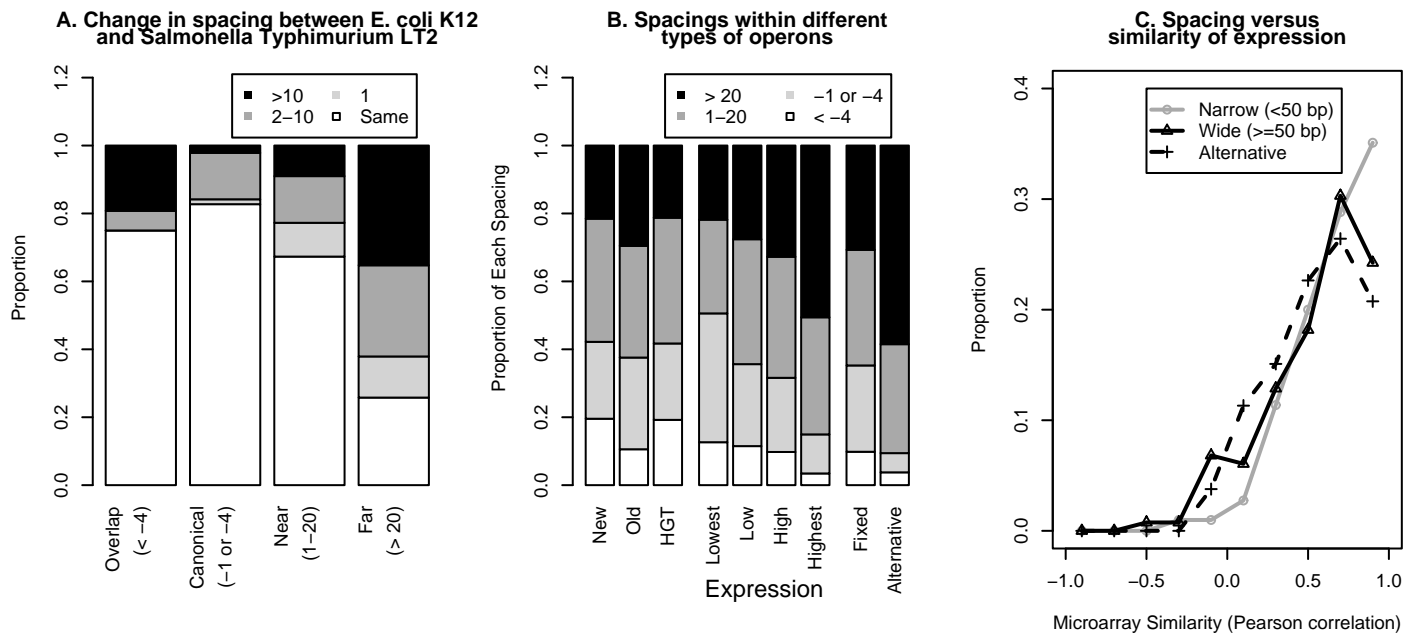 A. Change in spacing between E. coli K12
and Salmonella Typhimurium LT2
Proportion
0.0 0.2 0.4 0.6 0.8 1.0 1.2
>10 1
2−10 Same
Overlap
(< −4)
Canonical
(−1 or −4)
Near
(1−20)
Far
(> 20)
B. Spacings within different
types of operons
Proportion of Each Spacing
0.0 0.2 0.4 0.6 0.8 1.0 1.2
> 20 −1 or −4
1−20 < −4
New
Old
HGT
Lowest
Low
High
Highest
Fixed
Alternative
Expression
C. Spacing versus
similarity of expression
Proportion
0.0 0.1 0.2 0.3 0.4
Narrow (<50 bp)
Wide (>=50 bp)
Alternative
−1.0 −0.5 0.0 0.5 1.0
Microarray Similarity (Pearson correlation)